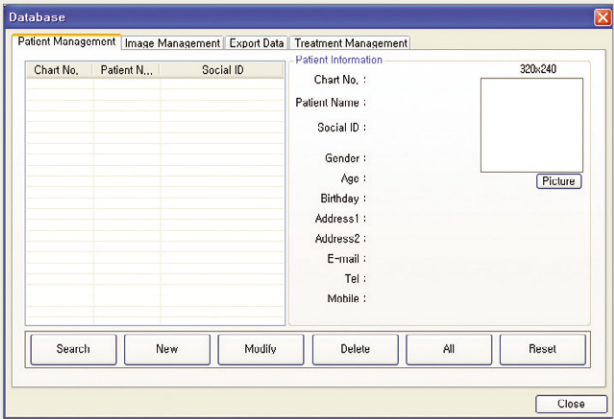 Database
Patient Management Image Management Export Data Treatment Management
Chart No. Patient N... Social ID
Patient Information
320x240
Chart No. :
Patient Name :
Social ID :
Gender :
Age :
Picture
Birthday :
Address1 :
Address2 :
E-mail :
Tel :
Mobile :
Search New Modify Delete All Reset
Close